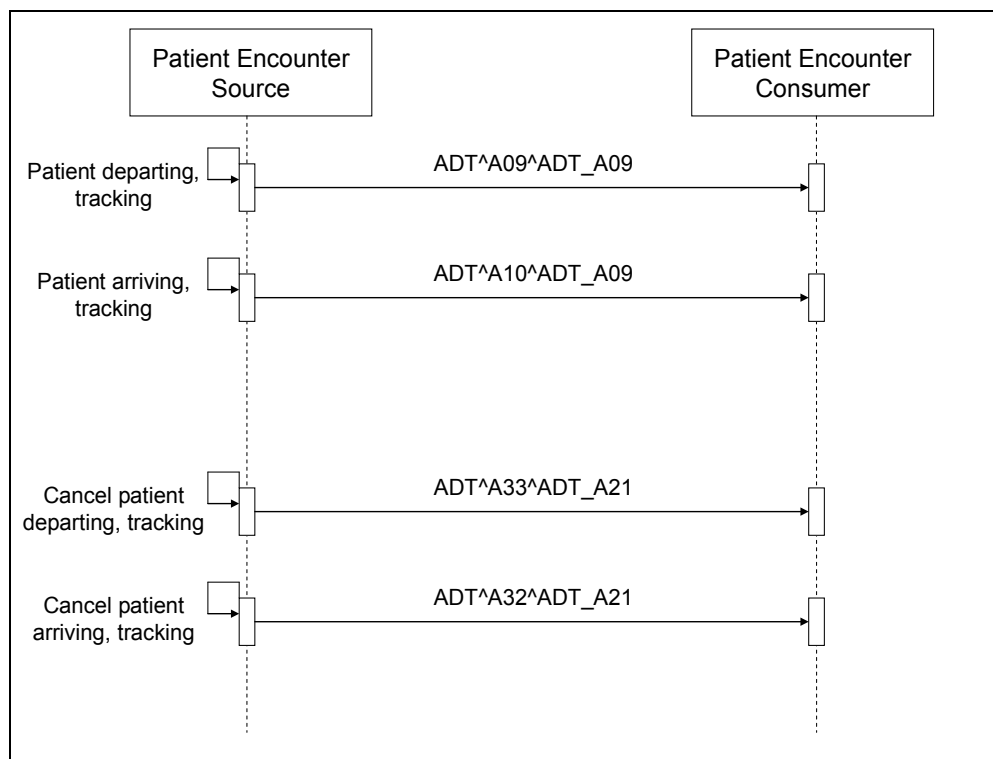 Patient Encounter
Source
Patient Encounter
Consumer
Patient departing,
tracking
ADT^A09^ADT_A09
Patient arriving,
tracking
ADT^A10^ADT_A09
Cancel patient
departing, tracking
ADT^A33^ADT_A21
Cancel patient
arriving, tracking
ADT^A32^ADT_A21